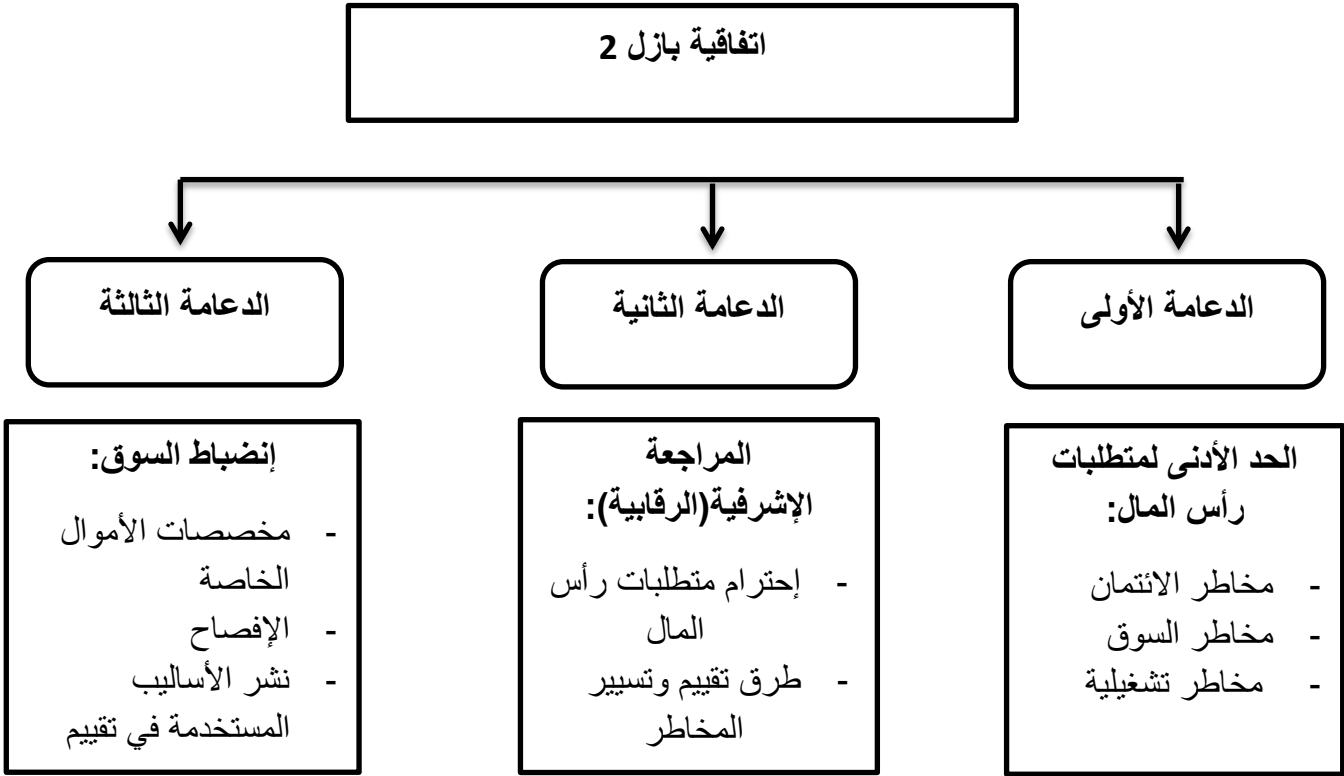 اتفاقية بازل 2
الدعامة الأولى
الدعامة الثانية
الدعامة الثالثة
الحد الأدنى لمتطلبات
رأس المال:
- مخاطر الائتمان
- مخاطر السوق
- مخاطر تشغيلية
المراجعة
الإشرفية(الرقابية):
- إحترام متطلبات رأس
المال
- طرق تقييم وتسيير
المخاطر
إنضباط السوق:
- مخصصات الأموال
الخاصة
- الإفصاح
- نشر الأساليب
المستخدمة في تقييم